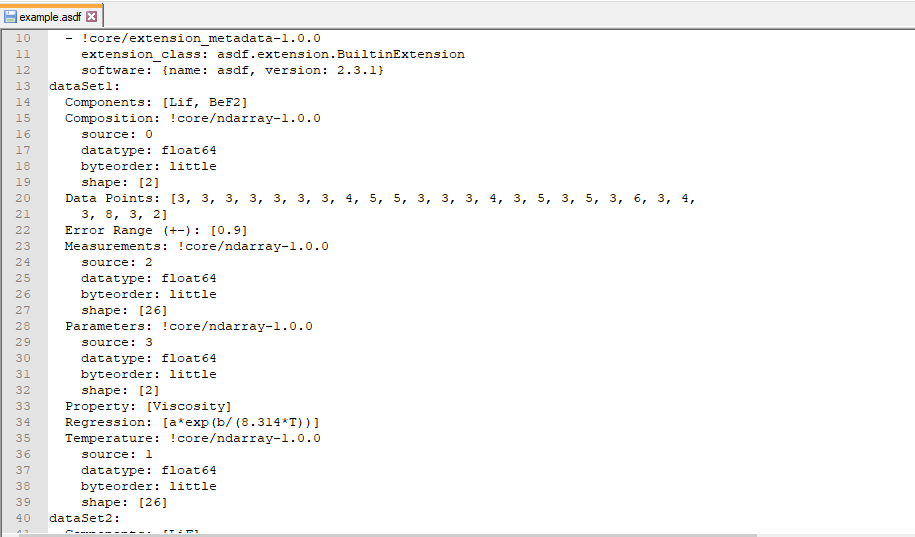 example.asdf
10 - !core/extension_metadata-1.0.0
11 extension_class: asdf.extension.BuiltinExtension
12 software: {name: asdf, version: 2.3.1}
13 dataSet1:
14 Components: [Lif, BeF2]
15 Composition: !core/ndarray-1.0.0
16 source: 0
17 datatype: float64
18 byteorder: little
19 shape: [2]
20 Data Points: [3, 3, 3, 3, 3, 3, 3, 4, 5, 5, 3, 3, 3, 4, 3, 5, 3, 5, 3, 6, 3, 4,
21 3, 8, 3, 2]
22 Error Range (+-): [0.9]
23 Measurements: !core/ndarray-1.0.0
24 source: 2
25 datatype: float64
26 byteorder: little
27 shape: [26]
28 Parameters: !core/ndarray-1.0.0
29 source: 3
30 datatype: float64
31 byteorder: little
32 shape: [2]
33 Property: [Viscosity]
34 Regression: [a*exp(b/(8.314*T))]
35 Temperature: !core/ndarray-1.0.0
36 source: 1
37 datatype: float64
38 byteorder: little
39 shape: [26]
40 dataSet2: